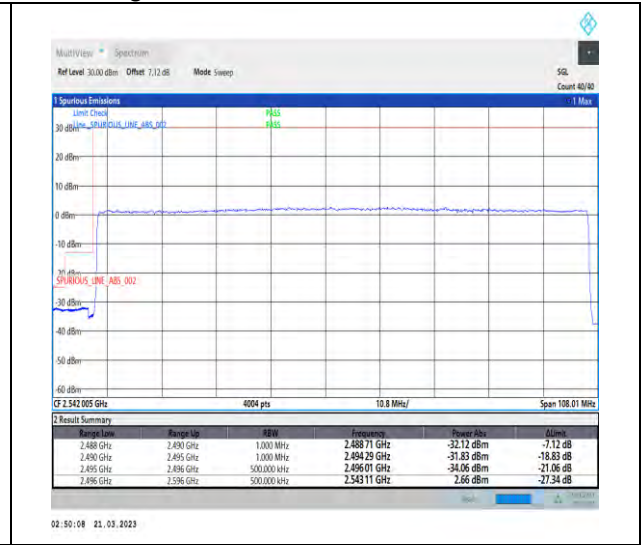 MultiView Spectrum
Ref Level 30.00 dBm Offset 7.12 dB Mode Sweep SGL
Count 40/40
1 Spurious Emissions 1 Max
Limit Check PASS
Line _SPURIOUS_LINE_ABS_002 PASS
30 dBm
20 dBm
10 dBm
0 dBm
-10 dBm
-20 dBm
SPURIOUS_LINE_ABS_002
-30 dBm
-40 dBm
-50 dBm
-60 dBm
CF 2.542 005 GHz 4004 pts 10.8 MHz/ Span 108.01 MHz
2 Result Summary
Range Low Range Up RBW Frequency Power Abs ΔLimit
2.488 GHz 2.490 GHz 1.000 MHz 2.488 71 GHz -32.12 dBm -7.12 dB
2.490 GHz 2.495 GHz 1.000 MHz 2.494 29 GHz -31.83 dBm -18.83 dB
2.495 GHz 2.496 GHz 500.000 kHz 2.496 01 GHz -34.06 dBm -21.06 dB
2.496 GHz 2.596 GHz 500.000 kHz 2.543 11 GHz 2.66 dBm -27.34 dB
02:50:08 21.03.2023